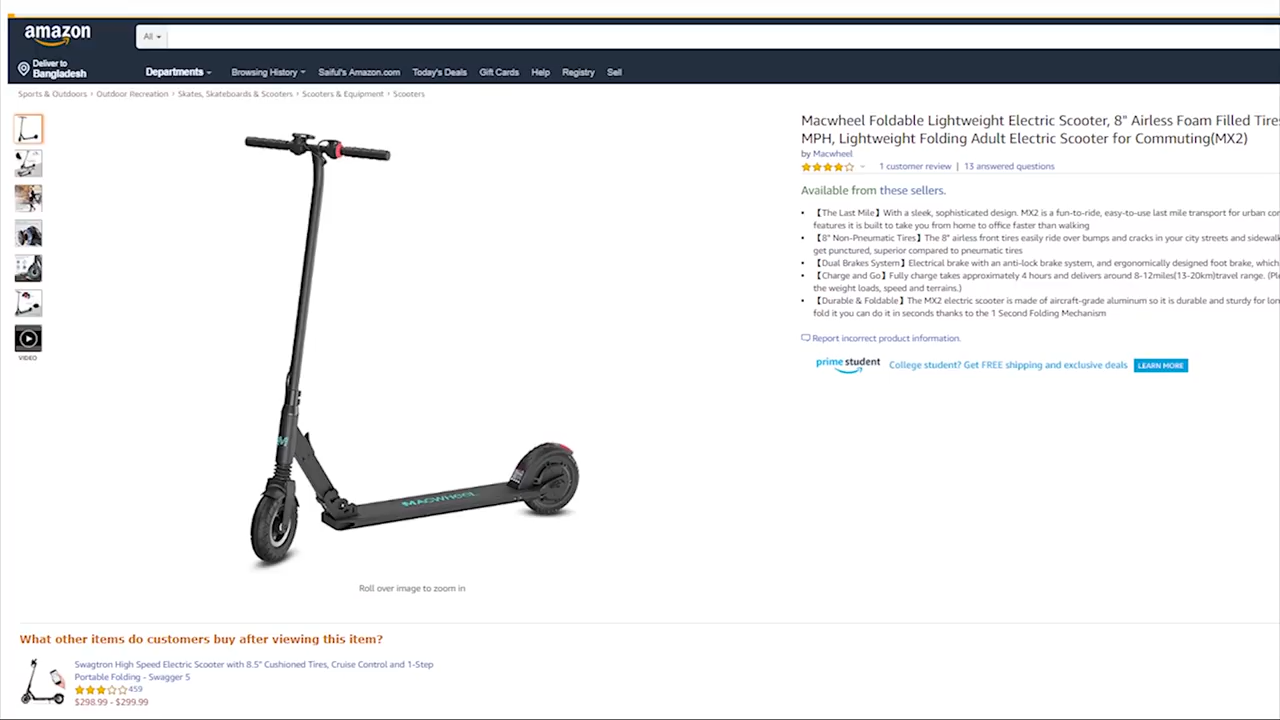 amazon
All
Deliver to
Bangladesh
Departments
Browsing History
Saiful's Amazon.com
Today's Deals
Gift Cards
Help
Registry
Sell
Sports & Outdoors › Outdoor Recreation › Skates, Skateboards & Scooters › Scooters & Equipment › Scooters
Macwheel Foldable Lightweight Electric Scooter, 8" Airless Foam Filled Tires
MPH, Lightweight Folding Adult Electric Scooter for Commuting(MX2)
by Macwheel
1 customer review | 13 answered questions
Available from these sellers.
• 【The Last Mile】With a sleek, sophisticated design. MX2 is a fun-to-ride, easy-to-use last mile transport for urban
features it is built to take you from home to office faster than walking
• 【8" Non-Pneumatic Tires】The 8" airless front tires easily ride over bumps and cracks in your city streets and
get punctured, superior compared to pneumatic tires
• 【Dual Brakes System】Electrical brake with an anti-lock brake system, and ergonomically designed foot brake, which
• 【Charge and Go】Fully charge takes approximately 4 hours and delivers around 8-12miles(13-20km)travel range.
the weight loads, speed and terrains.)
• 【Durable & Foldable】The MX2 electric scooter is made of aircraft-grade aluminum so it is durable and sturdy for
fold it you can do it in seconds thanks to the 1 Second Folding Mechanism
Report incorrect product information.
prime student
College student? Get FREE shipping and exclusive deals
LEARN MORE
VIDEO
M
MACWHEEL
Roll over image to zoom in
What other items do customers buy after viewing this item?
Swagtron High Speed Electric Scooter with 8.5" Cushioned Tires, Cruise Control and 1-Step
Portable Folding - Swagger 5
459
$298.99 - $299.99